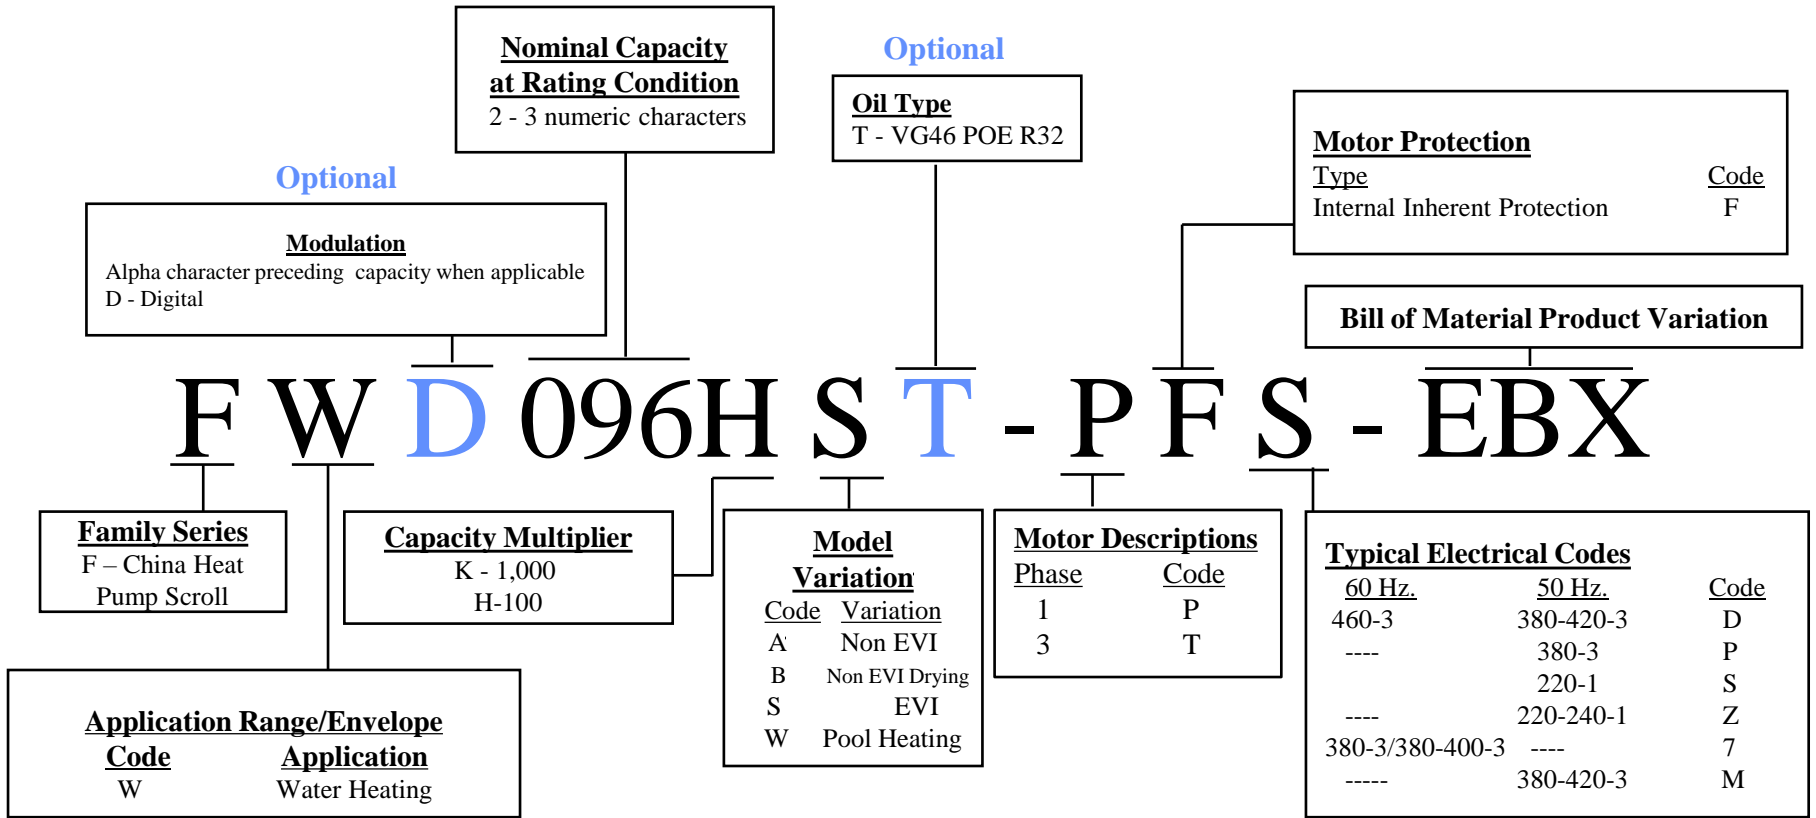 Nominal Capacity
at Rating Condition
2 - 3 numeric characters
Optional
Oil Type
T - VG46 POE R32
Motor Protection
Type Code
Internal Inherent Protection F
Optional
Modulation
Alpha character preceding capacity when applicable
D - Digital
Bill of Material Product Variation
F W D 096H S T - P F S - EBX
Family Series
F – China Heat
Pump Scroll
Capacity Multiplier
K - 1,000
H-100
Model
Variation
Code Variation
A Non EVI
B Non EVI Drying
S EVI
W Pool Heating
Motor Descriptions
Phase Code
1 P
3 T
Typical Electrical Codes
60 Hz. 50 Hz. Code
460-3 380-420-3 D
---- 380-3 P
220-1 S
---- 220-240-1 Z
380-3/380-400-3 ---- 7
----- 380-420-3 M
Application Range/Envelope
Code Application
W Water Heating